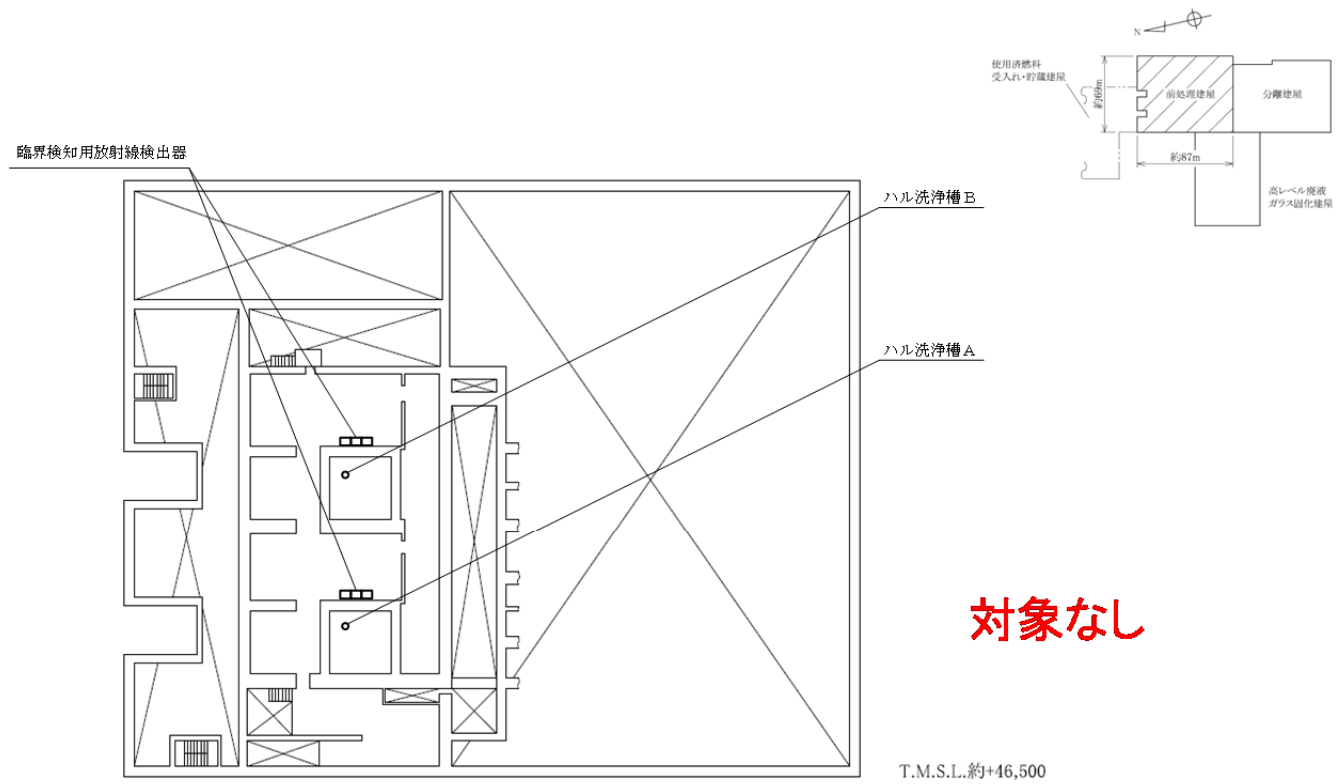 N
使用済燃料
受入れ・貯蔵建屋
約69m
前処理建屋
分離建屋
約87m
高レベル廃液
ガラス固化建屋
臨界検知用放射線検出器
ハル洗浄槽B
ハル洗浄槽A
対象なし
T.M.S.L.約+46,500